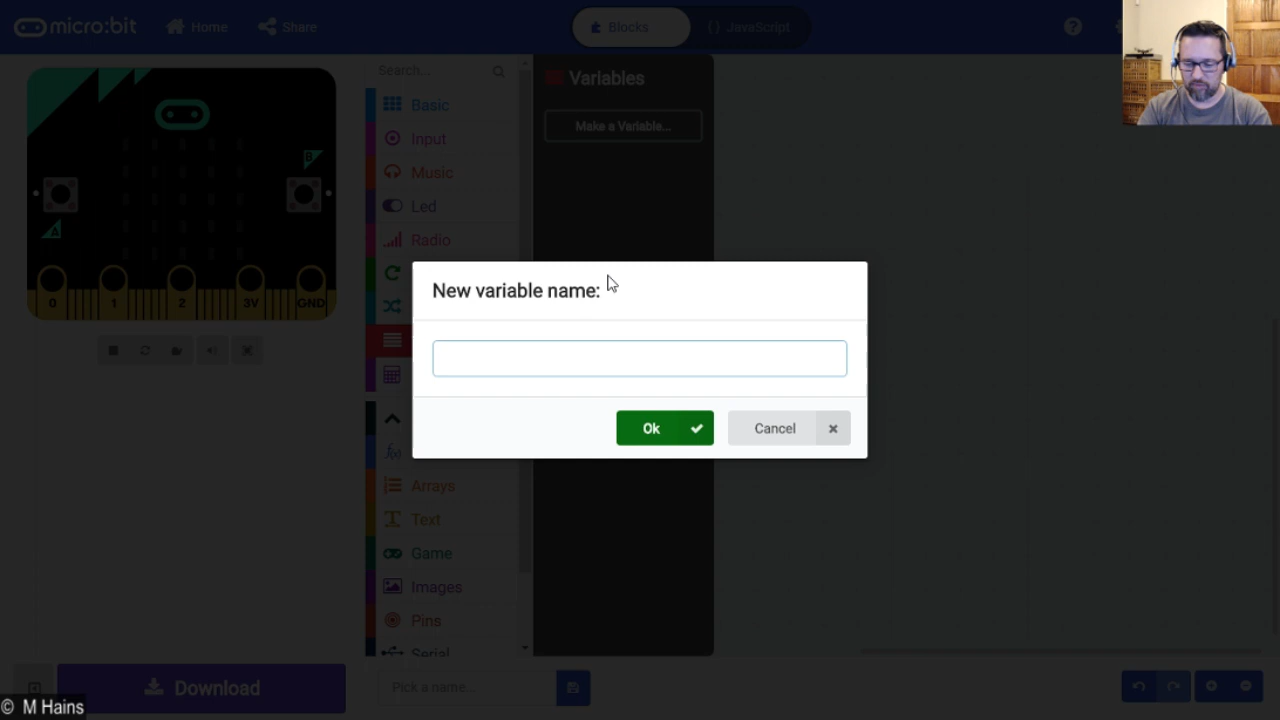 micro:bit
Home
Share
Blocks
{ } JavaScript
?
Search...
Variables
Make a Variable...
Basic
Input
Music
Led
Radio
B
A
0 1 2 3V GND
New variable name:
Ok
Cancel
f(x)
Arrays
Text
Game
Images
Pins
Serial
Download
Pick a name...
© M Hains